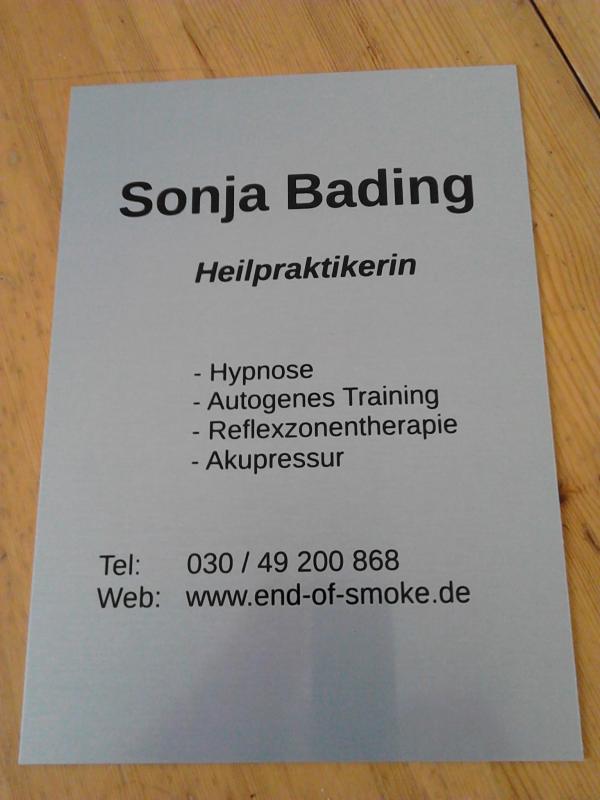 Sonja Bading
Heilpraktikerin
- Hypnose
- Autogenes Training
- Reflexzonentherapie
- Akupressur
Tel: 030 / 49 200 868
Web: www.end-of-smoke.de